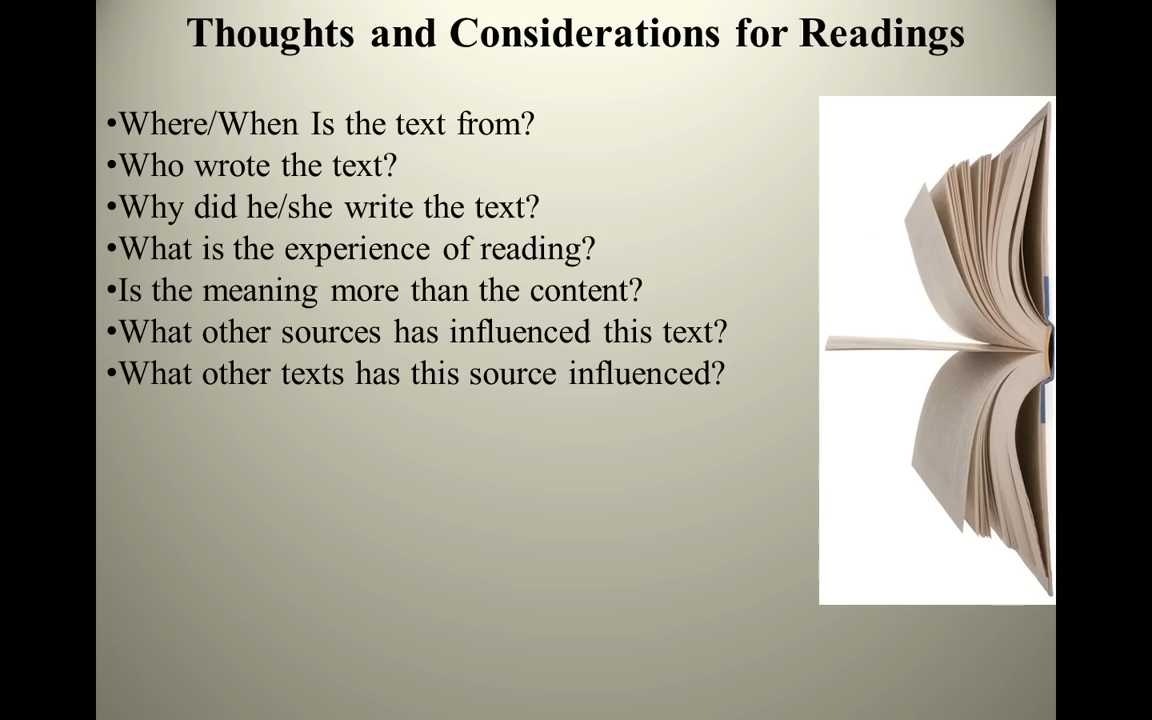 Thoughts and Considerations for Readings
•Where/When Is the text from?
•Who wrote the text?
•Why did he/she write the text?
•What is the experience of reading?
•Is the meaning more than the content?
•What other sources has influenced this text?
•What other texts has this source influenced?